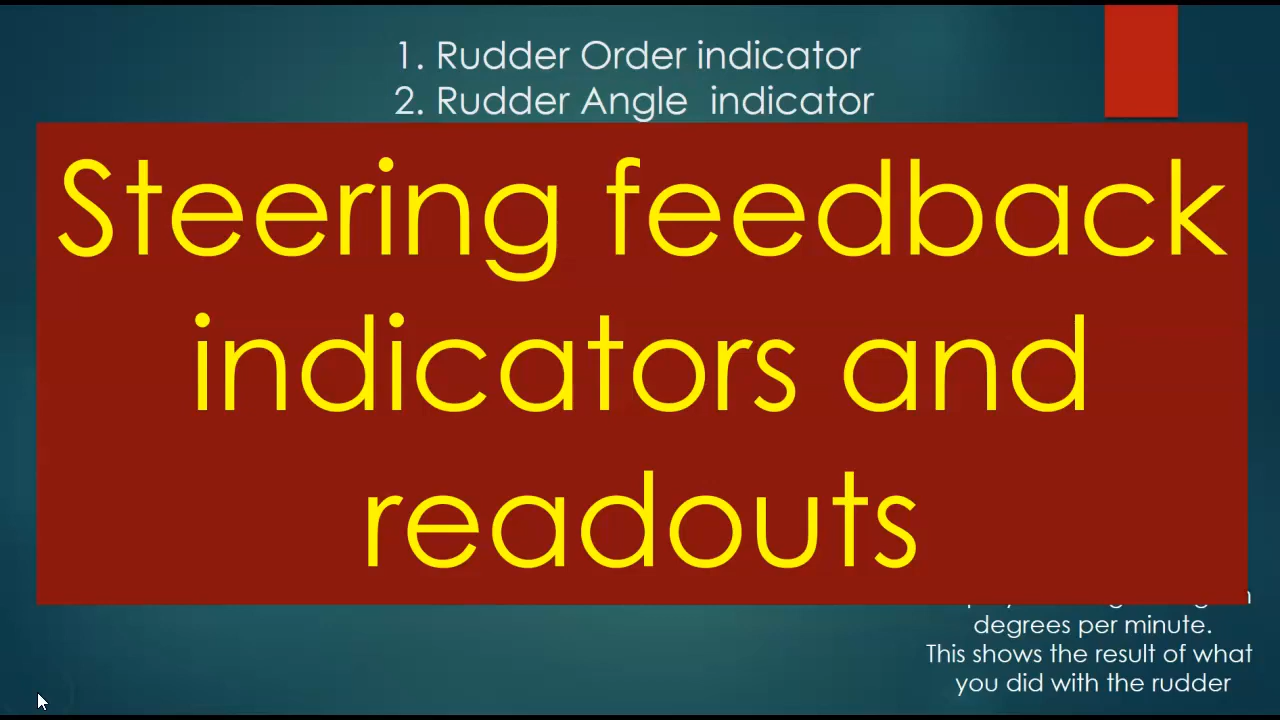 1. Rudder Order indicator
2. Rudder Angle indicator
Steering feedback
indicators and
readouts
degrees per minute.
This shows the result of what
you did with the rudder